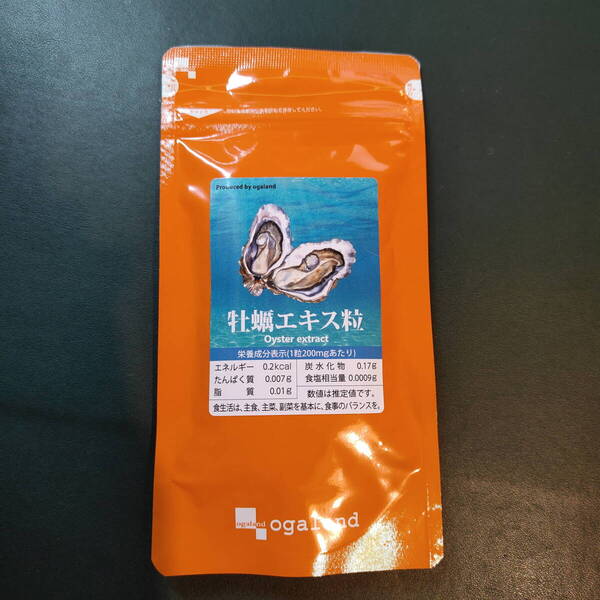 Produced by ogaland
牡蠣エキス粒
Oyster extract
栄養成分表示(1粒200mgあたり)
エネルギー 0.2kcal 炭水化物 0.17g
たんぱく質 0.007g 食塩相当量 0.0009g
脂質 0.01g 数値は推定値です。
食生活は、主食、主菜、副菜を基本に、食事のバランスを。
ogaland ogaland